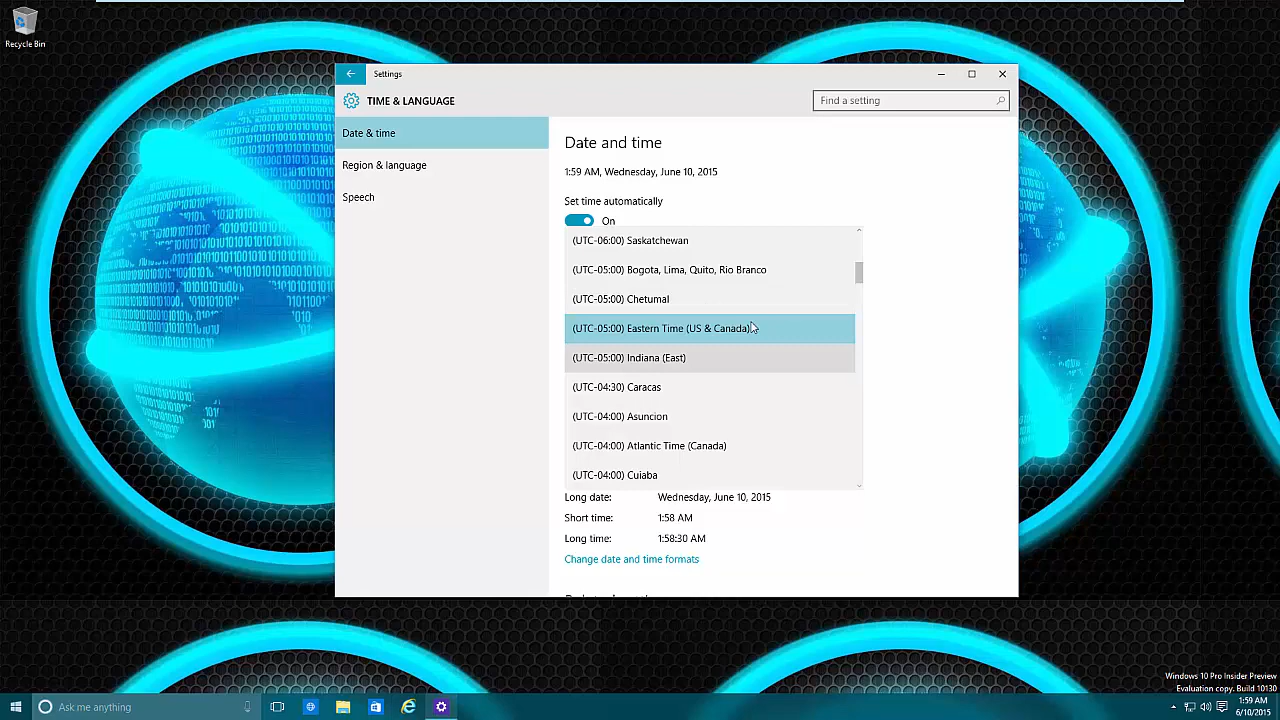 Recycle Bin
Settings
TIME & LANGUAGE
Find a setting
Date & time
Region & language
Speech
Date and time
1:59 AM, Wednesday, June 10, 2015
Set time automatically
On
(UTC-06:00) Saskatchewan
(UTC-05:00) Bogota, Lima, Quito, Rio Branco
(UTC-05:00) Chetumal
(UTC-05:00) Eastern Time (US & Canada)
(UTC-05:00) Indiana (East)
(UTC-04:30) Caracas
(UTC-04:00) Asuncion
(UTC-04:00) Atlantic Time (Canada)
(UTC-04:00) Cuiaba
Long date: Wednesday, June 10, 2015
Short time: 1:58 AM
Long time: 1:58:30 AM
Change date and time formats
Windows 10 Pro Insider Preview
Evaluation copy. Build 10130
Ask me anything
1:59 AM
6/10/2015